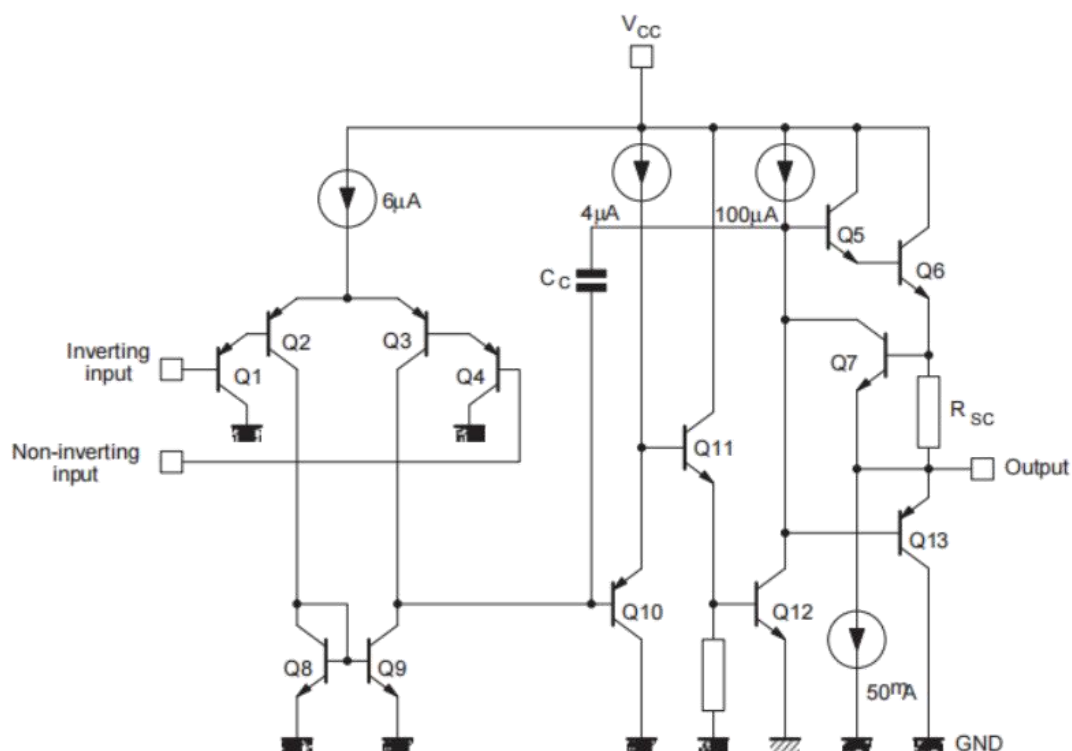 VCC
6µA
4µA
100µA
Q5
Q6
CC
Q2
Q3
Inverting
input
Q1
Q4
Q7
RSC
Non-inverting
input
Q11
Output
Q13
Q10
Q12
Q8
Q9
50mA
GND